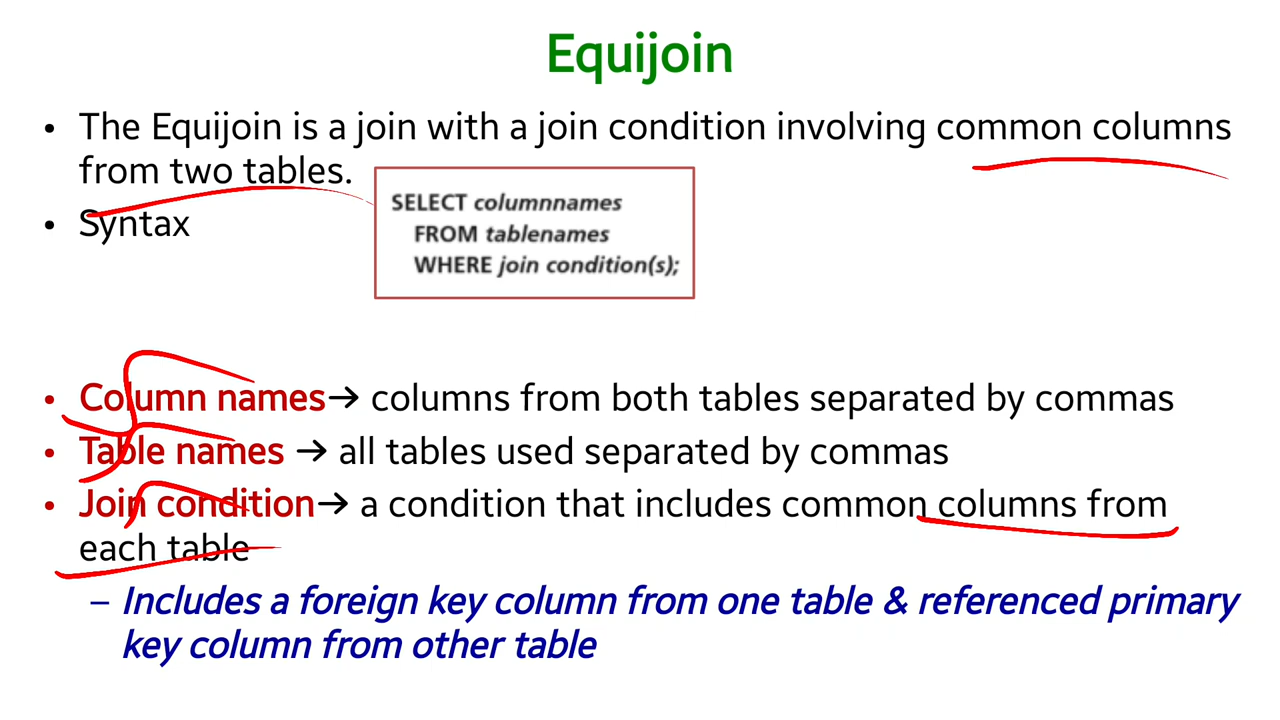 Equijoin
• The Equijoin is a join with a join condition involving common columns
from two tables.
• Syntax
SELECT columnnames
FROM tablenames
WHERE join condition(s);
• Column names→ columns from both tables separated by commas
• Table names → all tables used separated by commas
• Join condition→ a condition that includes common columns from
each table
– Includes a foreign key column from one table & referenced primary
key column from other table